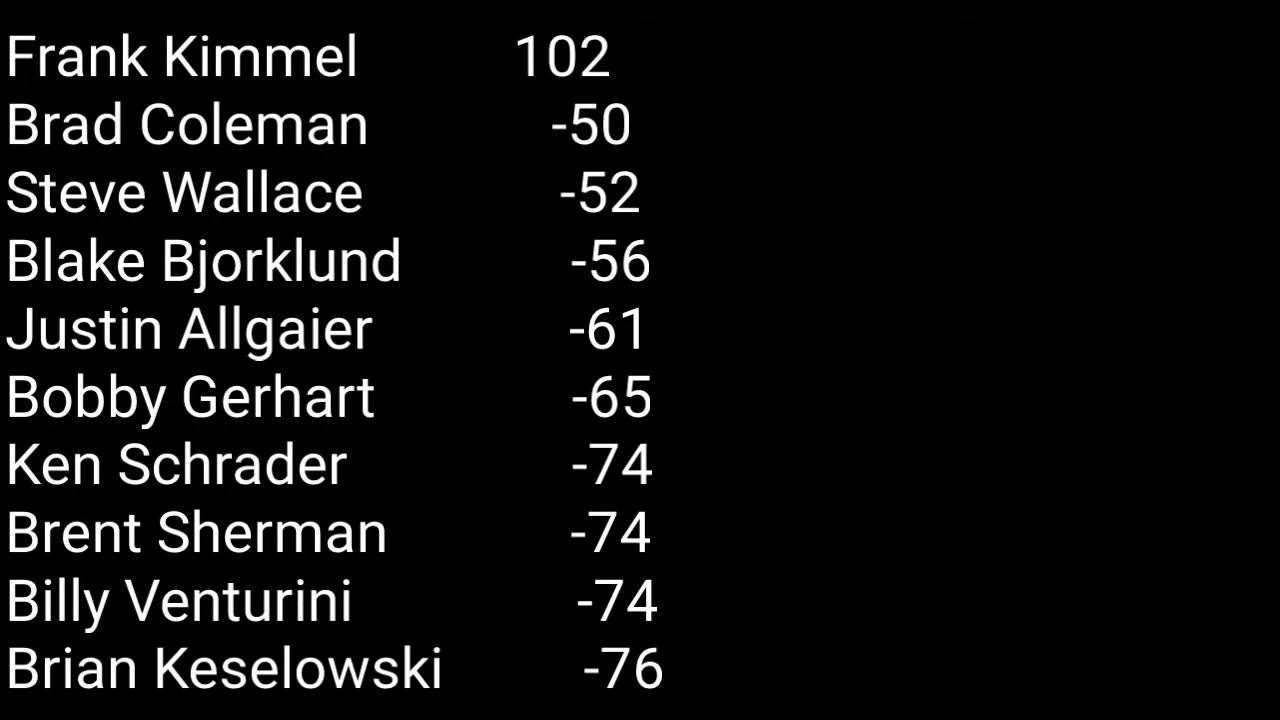 Frank Kimmel 102
Brad Coleman -50
Steve Wallace -52
Blake Bjorklund -56
Justin Allgaier -61
Bobby Gerhart -65
Ken Schrader -74
Brent Sherman -74
Billy Venturini -74
Brian Keselowski -76